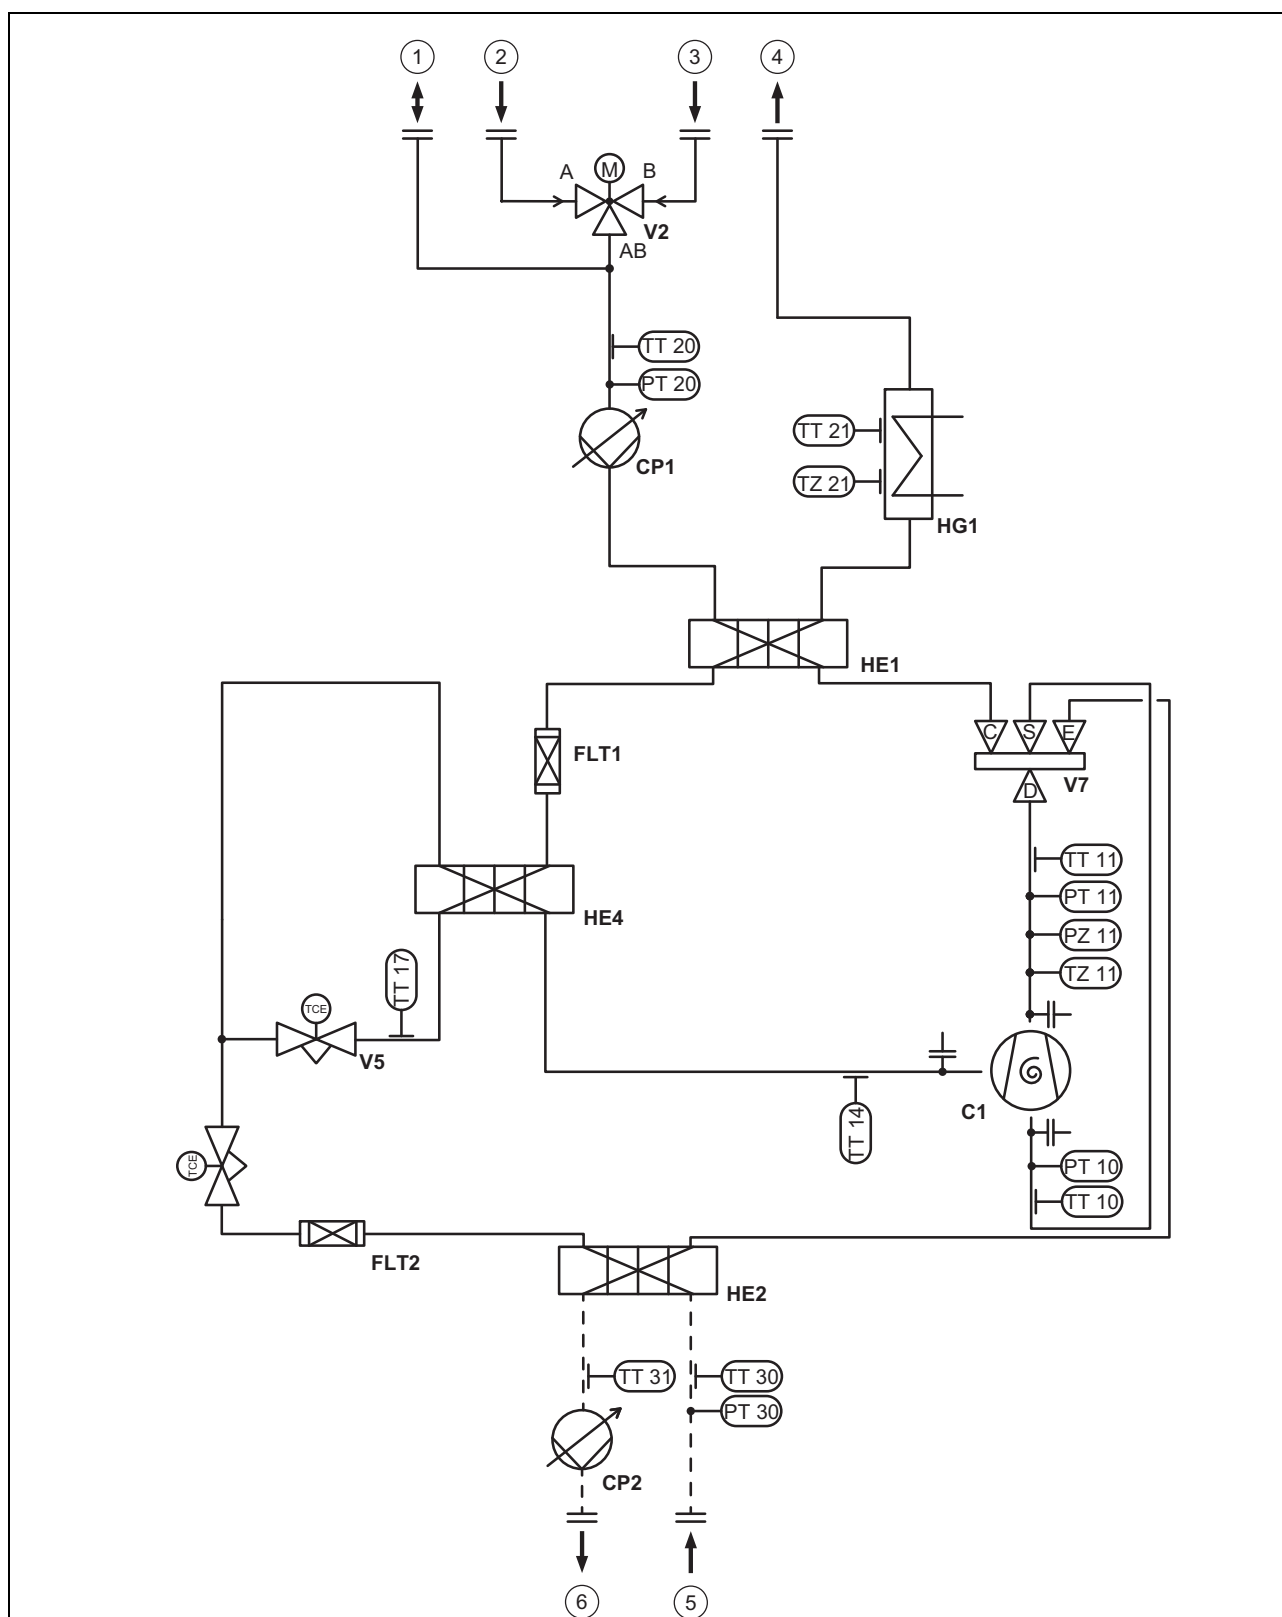 1
2
3
4
M
A
B
V2
AB
TT 20
PT 20
CP1
TT 21
TZ 21
HG1
HE1
C
S
E
V7
D
FLT1
TT 11
PT 11
PZ 11
TZ 11
HE4
TT 17
TCE
V5
C1
TT 14
TCE
PT 10
TT 10
FLT2
HE2
TT 31
TT 30
PT 30
CP2
6
5